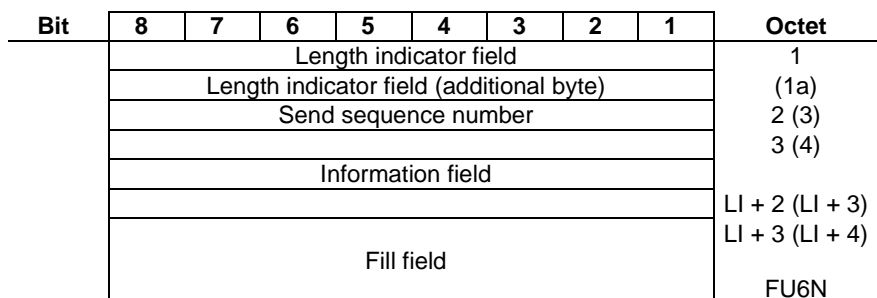 Bit 8 7 6 5 4 3 2 1 Octet
Length indicator field 1
Length indicator field (additional byte) (1a)
Send sequence number 2 (3)
3 (4)
Information field
LI + 2 (LI + 3)
LI + 3 (LI + 4)
Fill field
FU6N